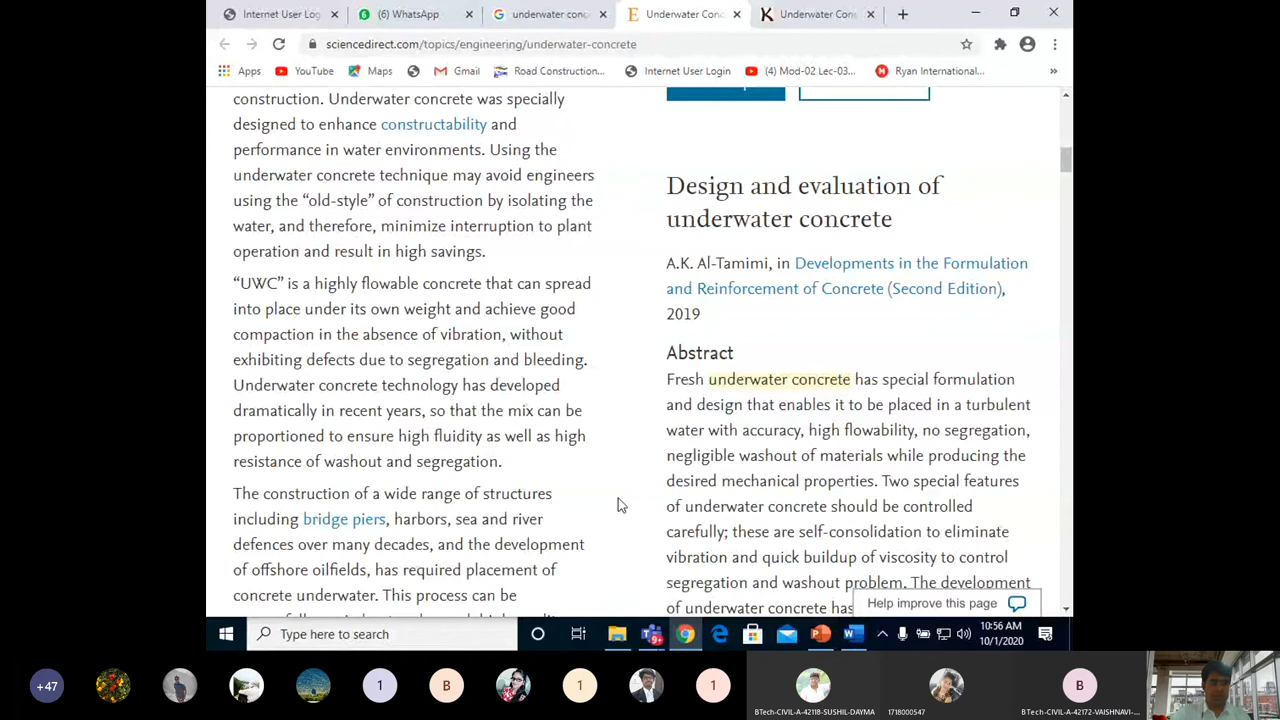 Internet User Log
(6) WhatsApp
underwater conc
Underwater Conc
Underwater Con
sciencedirect.com/topics/engineering/underwater-concrete
Apps
YouTube
Maps
Gmail
Road Construction...
Internet User Login
(4) Mod-02 Lec-03...
Ryan International...
construction. Underwater concrete was specially
designed to enhance constructability and
performance in water environments. Using the
underwater concrete technique may avoid engineers
using the “old-style” of construction by isolating the
water, and therefore, minimize interruption to plant
operation and result in high savings.
“UWC” is a highly flowable concrete that can spread
into place under its own weight and achieve good
compaction in the absence of vibration, without
exhibiting defects due to segregation and bleeding.
Underwater concrete technology has developed
dramatically in recent years, so that the mix can be
proportioned to ensure high fluidity as well as high
resistance of washout and segregation.
The construction of a wide range of structures
including bridge piers, harbors, sea and river
defences over many decades, and the development
of offshore oilfields, has required placement of
concrete underwater. This process can be
Design and evaluation of
underwater concrete
A.K. Al-Tamimi, in Developments in the Formulation
and Reinforcement of Concrete (Second Edition),
2019
Abstract
Fresh underwater concrete has special formulation
and design that enables it to be placed in a turbulent
water with accuracy, high flowability, no segregation,
negligible washout of materials while producing the
desired mechanical properties. Two special features
of underwater concrete should be controlled
carefully; these are self-consolidation to eliminate
vibration and quick buildup of viscosity to control
segregation and washout problem. The development
of underwater concrete has
Help improve this page
Type here to search
9+
10:56 AM
10/1/2020
+47
1
B
1
1
B
BTech-CIVIL-A-42118-SUSHIL-DAYMA
1718000547
BTech-CIVIL-A-42172-VAISHNAVI-...